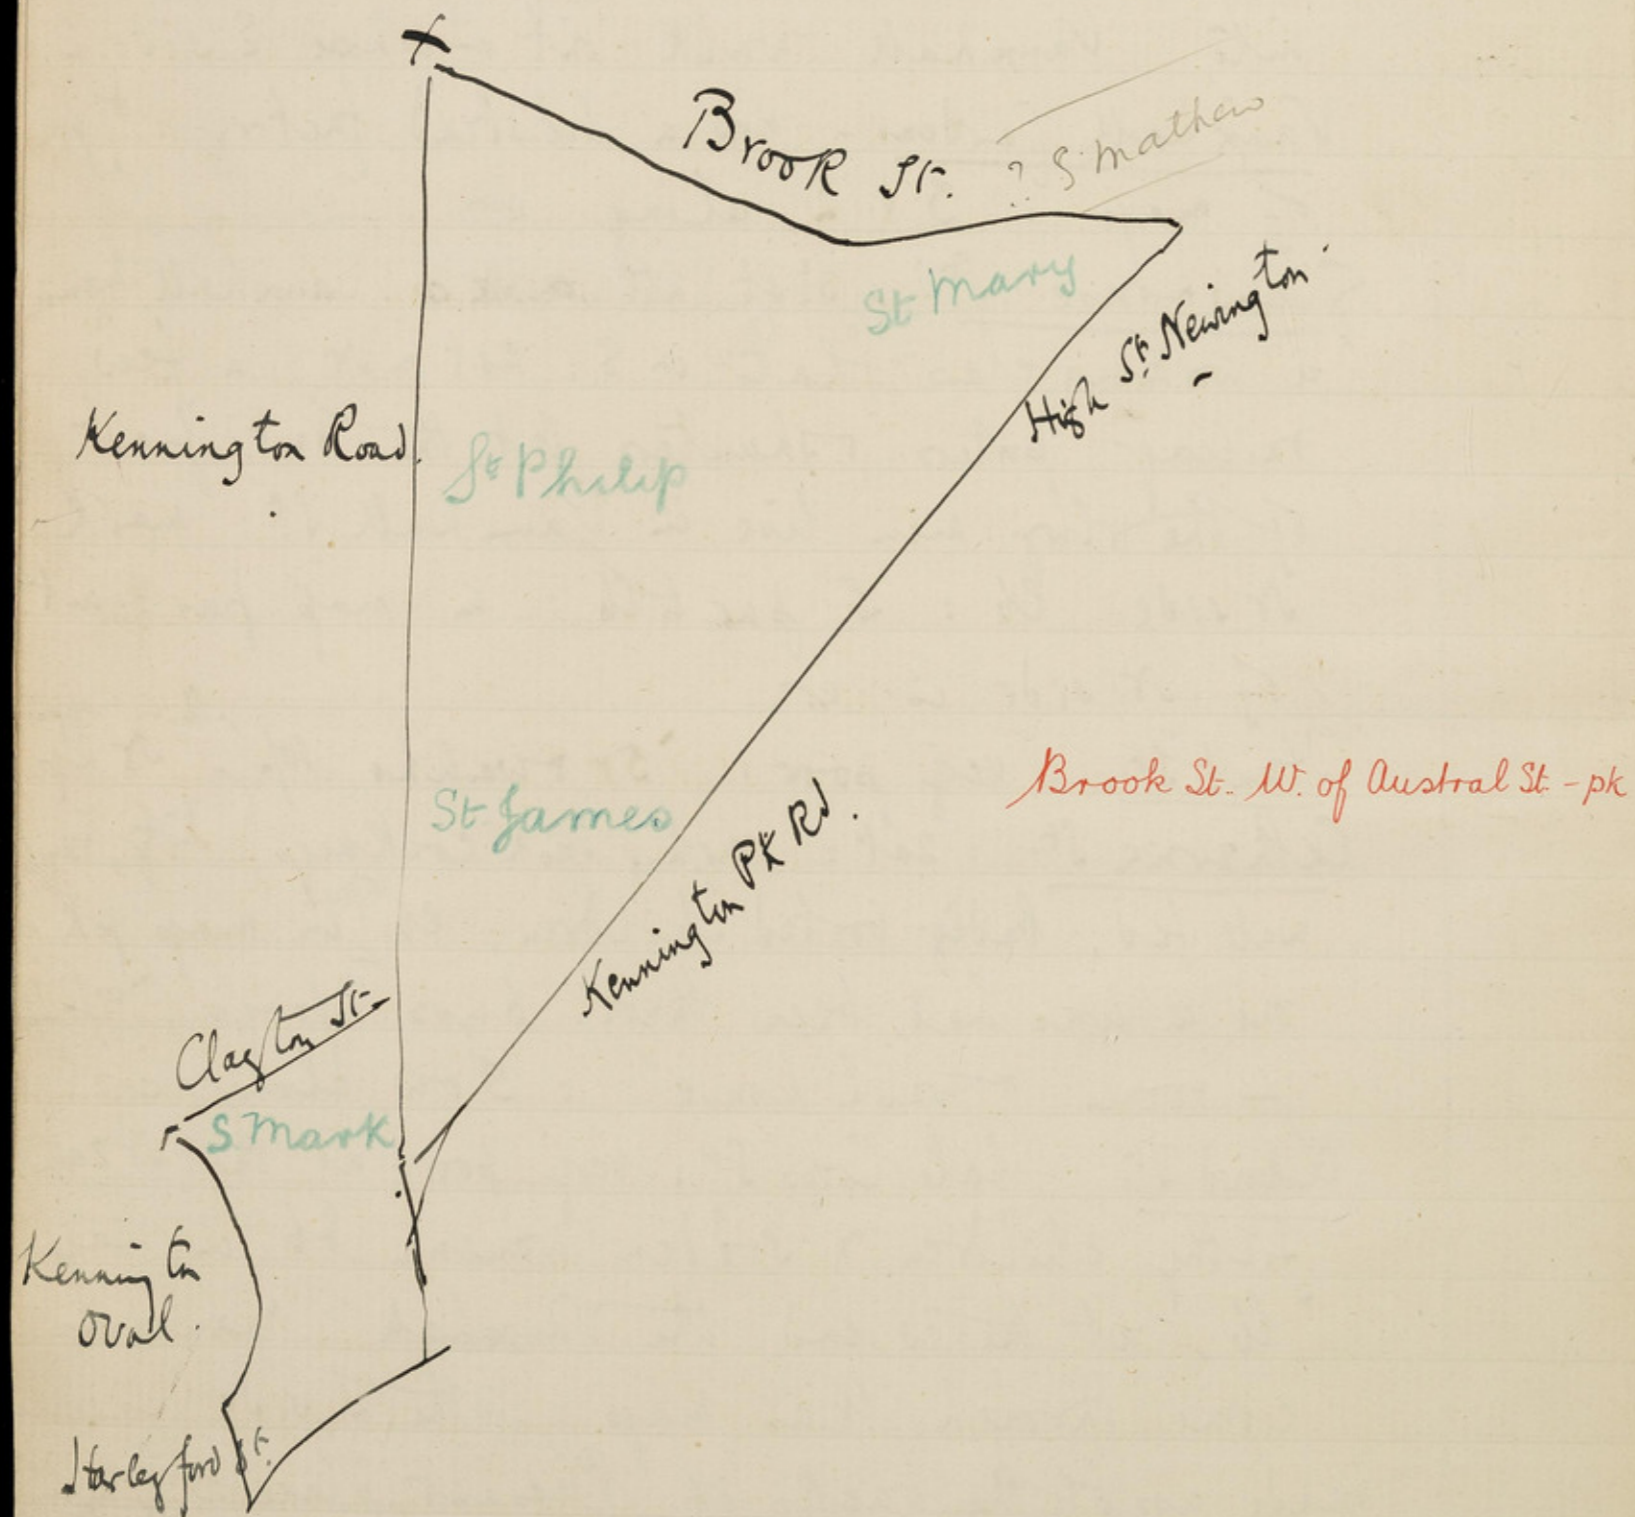 X
Brook St.
? S Mathew
St Mary
High St. Newington
Kennington Road.
St Philip
Brook St. W. of Austral St. - pk
St James
Kennington Pk Rd.
Clayton St.
S. Mark
Kennington
Oval.
Harleyford St.